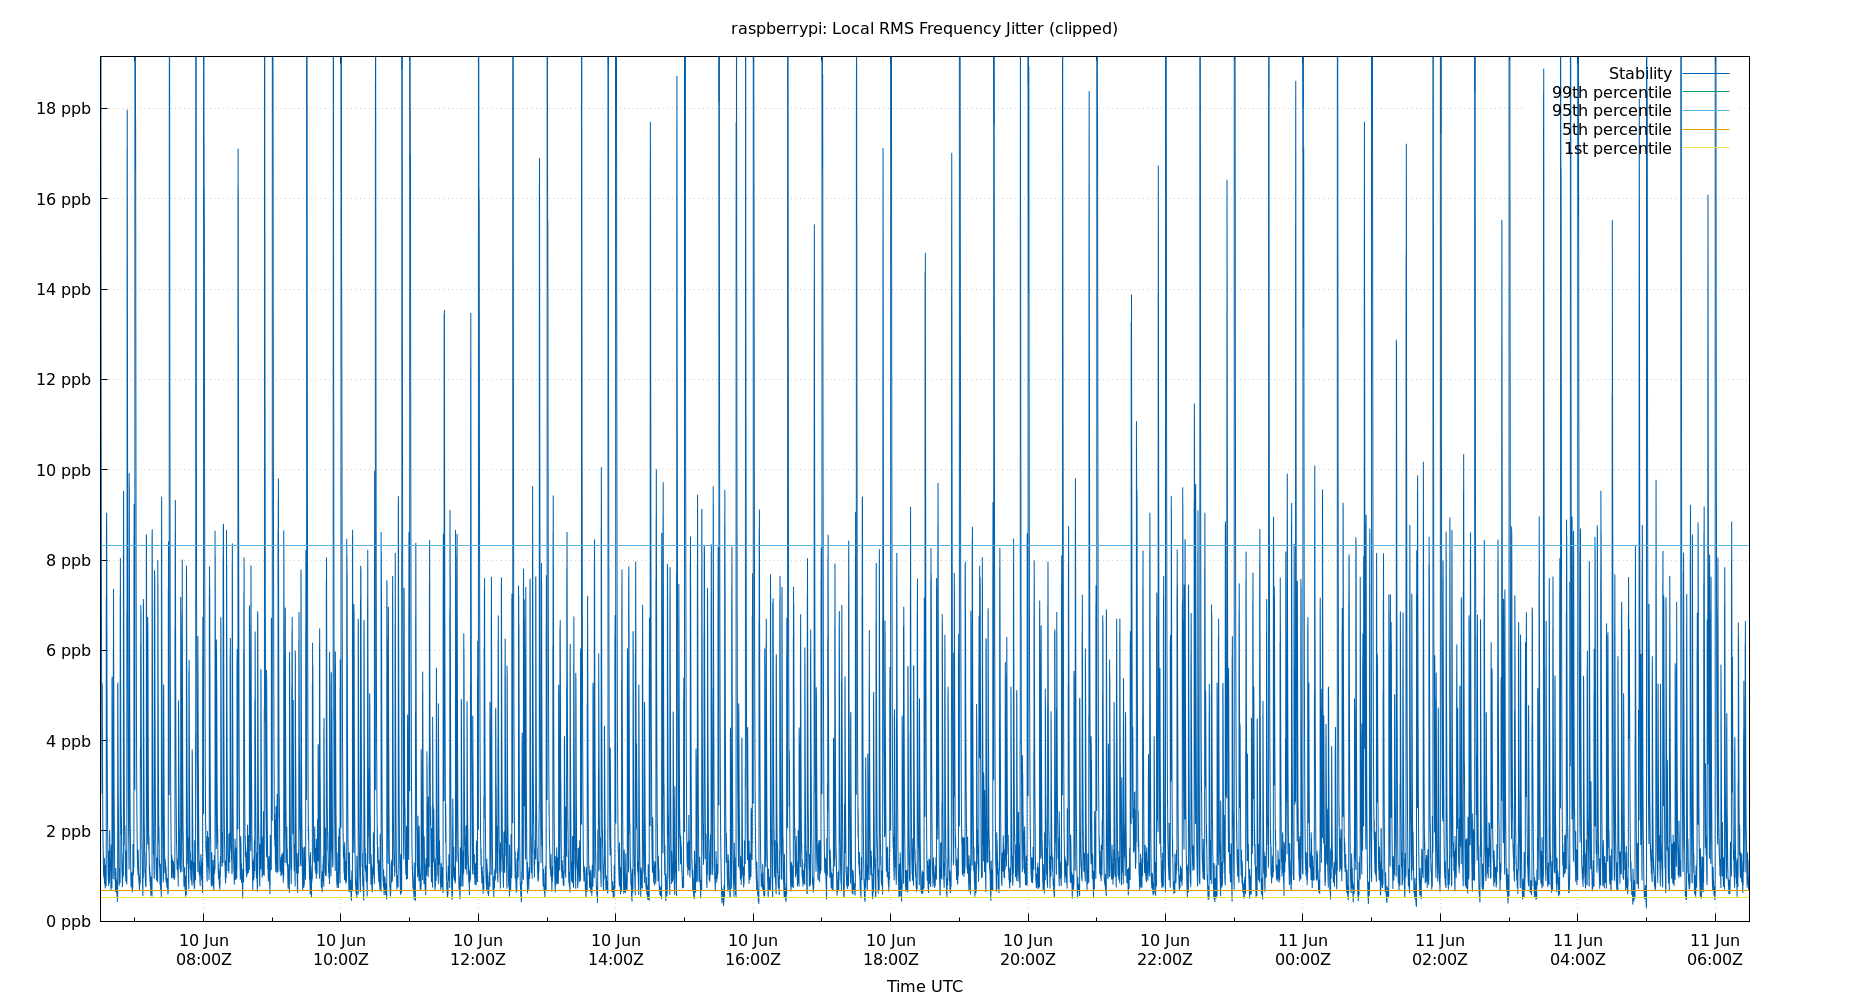 raspberrypi: Local RMS Frequency Jitter (clipped)
Stability
99th percentile
95th percentile
5th percentile
1st percentile
18 ppb
16 ppb
14 ppb
12 ppb
10 ppb
8 ppb
6 ppb
4 ppb
2 ppb
0 ppb
10 Jun 10 Jun 10 Jun 10 Jun 10 Jun 10 Jun 10 Jun 10 Jun 11 Jun 11 Jun 11 Jun 11 Jun
08:00Z 10:00Z 12:00Z 14:00Z 16:00Z 18:00Z 20:00Z 22:00Z 00:00Z 02:00Z 04:00Z 06:00Z
Time UTC